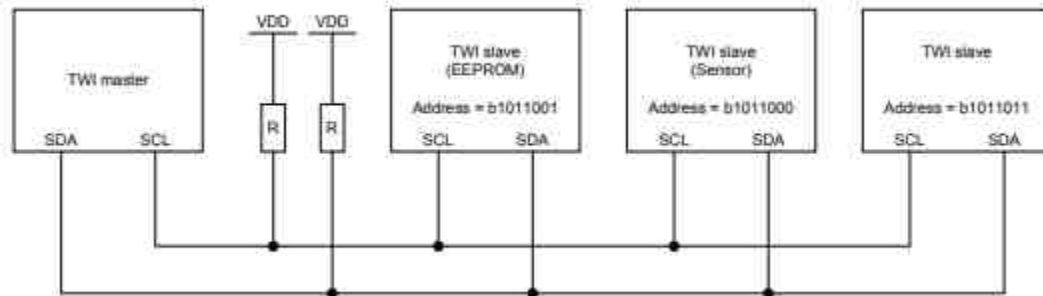 TWI master
SDA SCL
VDD VDD
R R
TWI slave
(EEPROM)
Address = b1011001
SCL SDA
TWI slave
(Sensor)
Address = b1011000
SCL SDA
TWI slave
Address = b1011011
SCL SDA